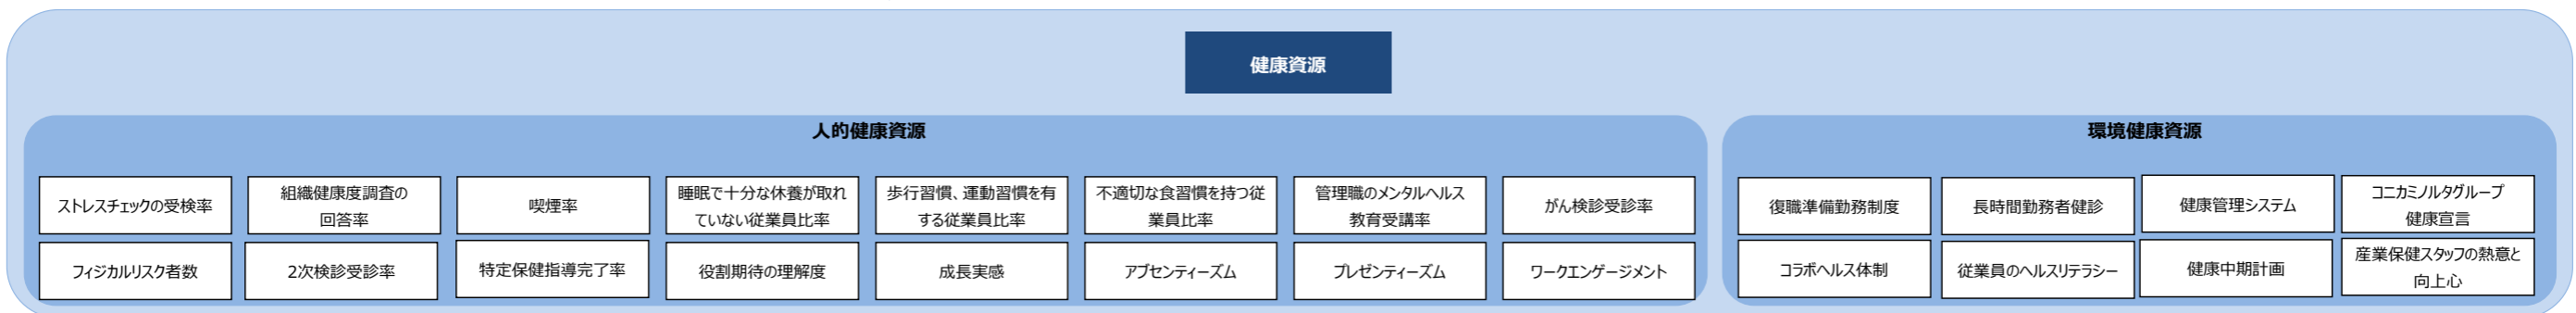 健康資源
人的健康資源
ストレスチェックの受検率
組織健康度調査の
回答率
喫煙率
睡眠で十分な休養が取れ
ていない従業員比率
歩行習慣、運動習慣を有
する従業員比率
不適切な食習慣を持つ従
業員比率
管理職のメンタルヘルス
教育受講率
がん検診受診率
フィジカルリスク者数
2次検診受診率
特定保健指導完了率
役割期待の理解度
成長実感
アブセンティーズム
プレゼンティーズム
ワークエンゲージメント
環境健康資源
復職準備勤務制度
長時間勤務者健診
健康管理システム
コニカミノルタグループ
健康宣言
コラボヘルス体制
従業員のヘルスリテラシー
健康中期計画
産業保健スタッフの熱意と
向上心